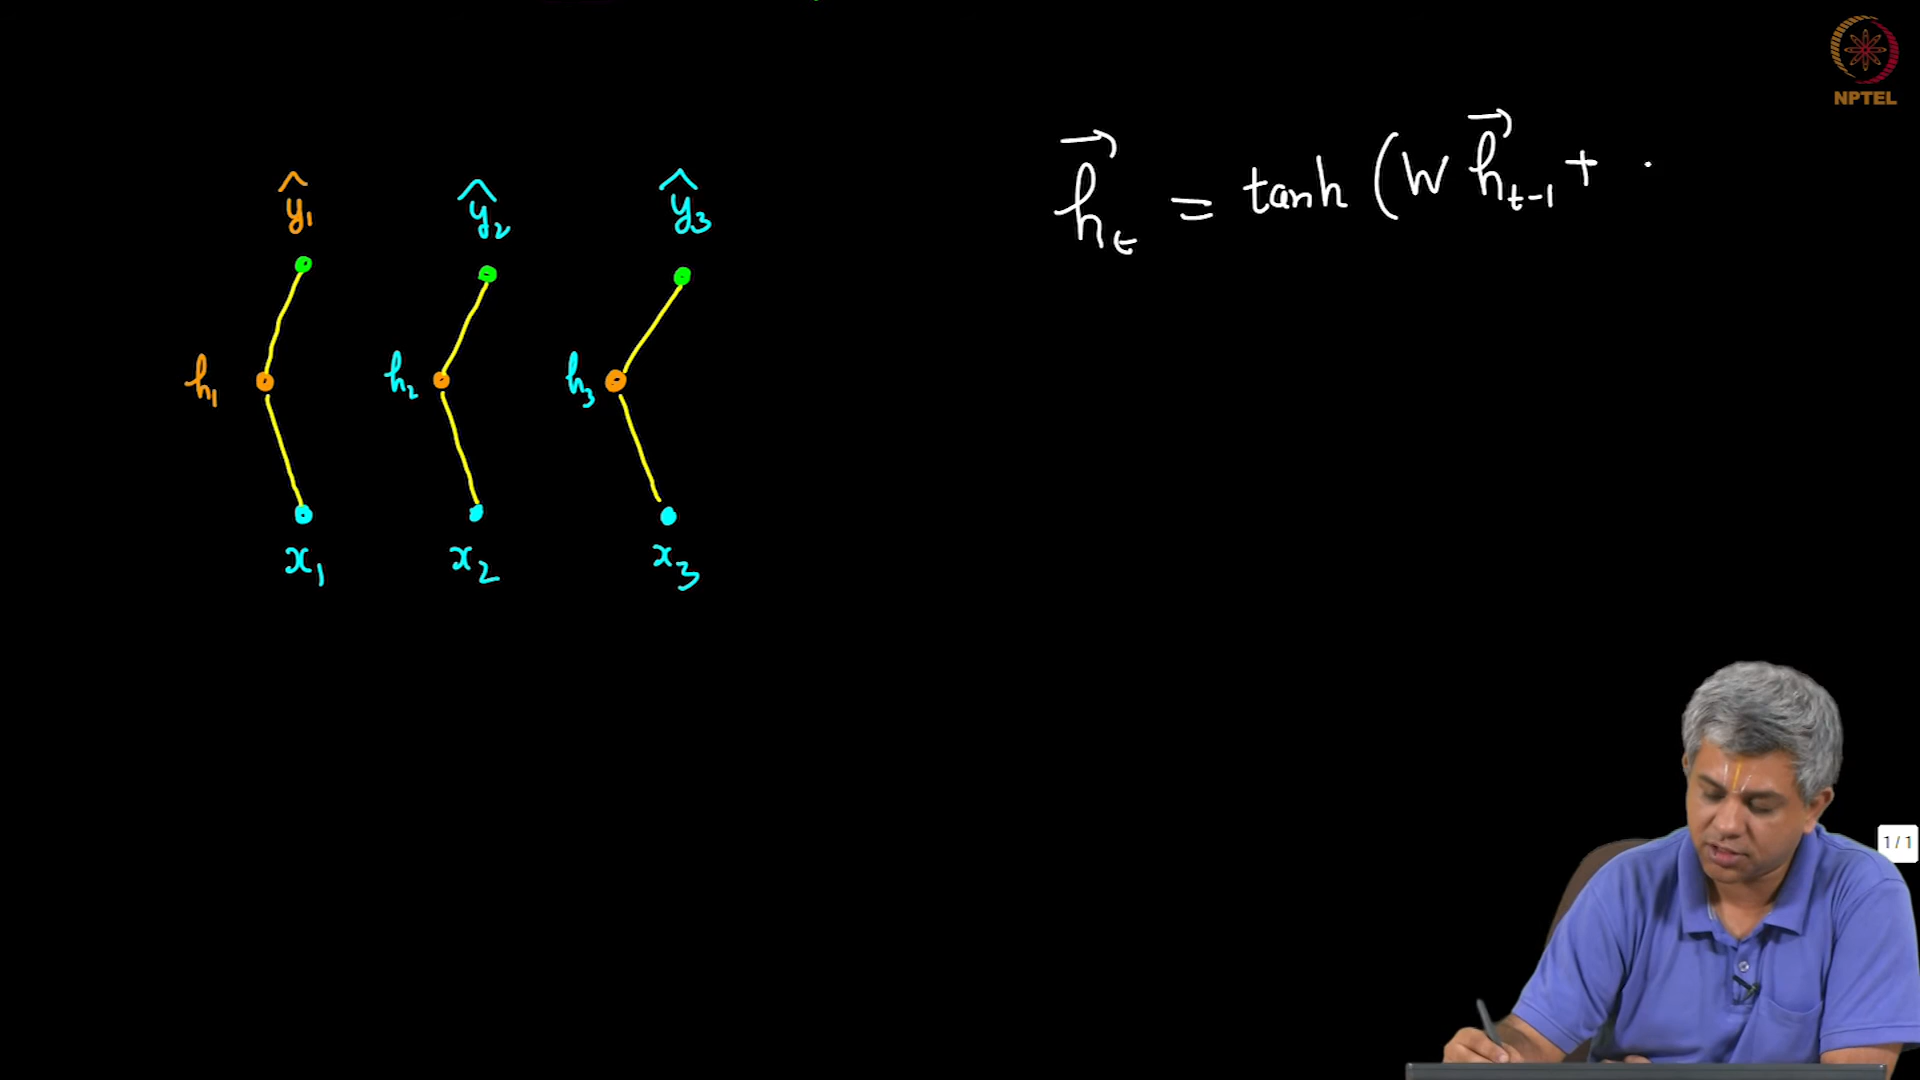 NPTEL
ŷ₁ ŷ₂ ŷ₃
h⃗ₜ = tanh (W h⃗ₜ₋₁ + ·
h₁ h₂ h₃
x₁ x₂ x₃
1 / 1